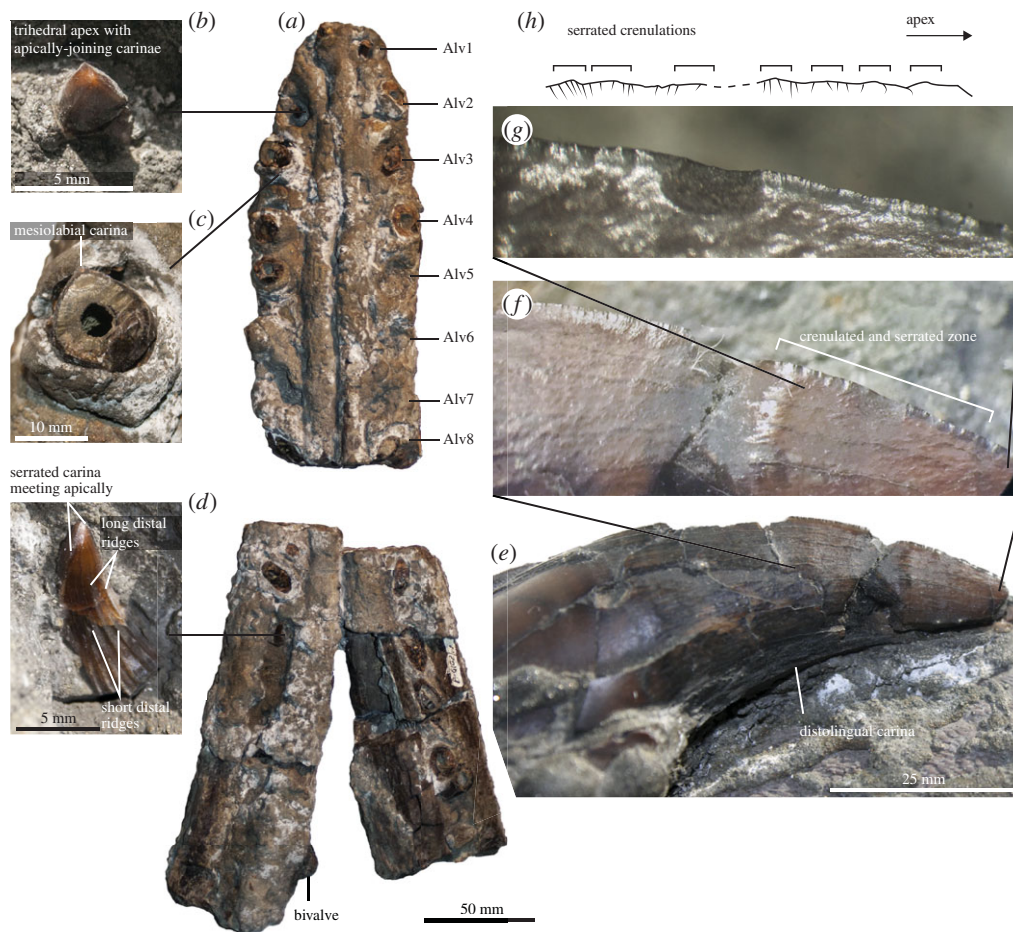 (b)
trihedral apex with
apically-joining carinae
5 mm
(a)
Alv1
Alv2
Alv3
Alv4
Alv5
Alv6
Alv7
Alv8
(c)
mesiolabial carina
10 mm
serrated carina
meeting apically
(d)
long distal
ridges
short distal
ridges
5 mm
bivalve
50 mm
(h)
serrated crenulations
apex
(g)
(f)
crenulated and serrated zone
(e)
distolingual carina
25 mm